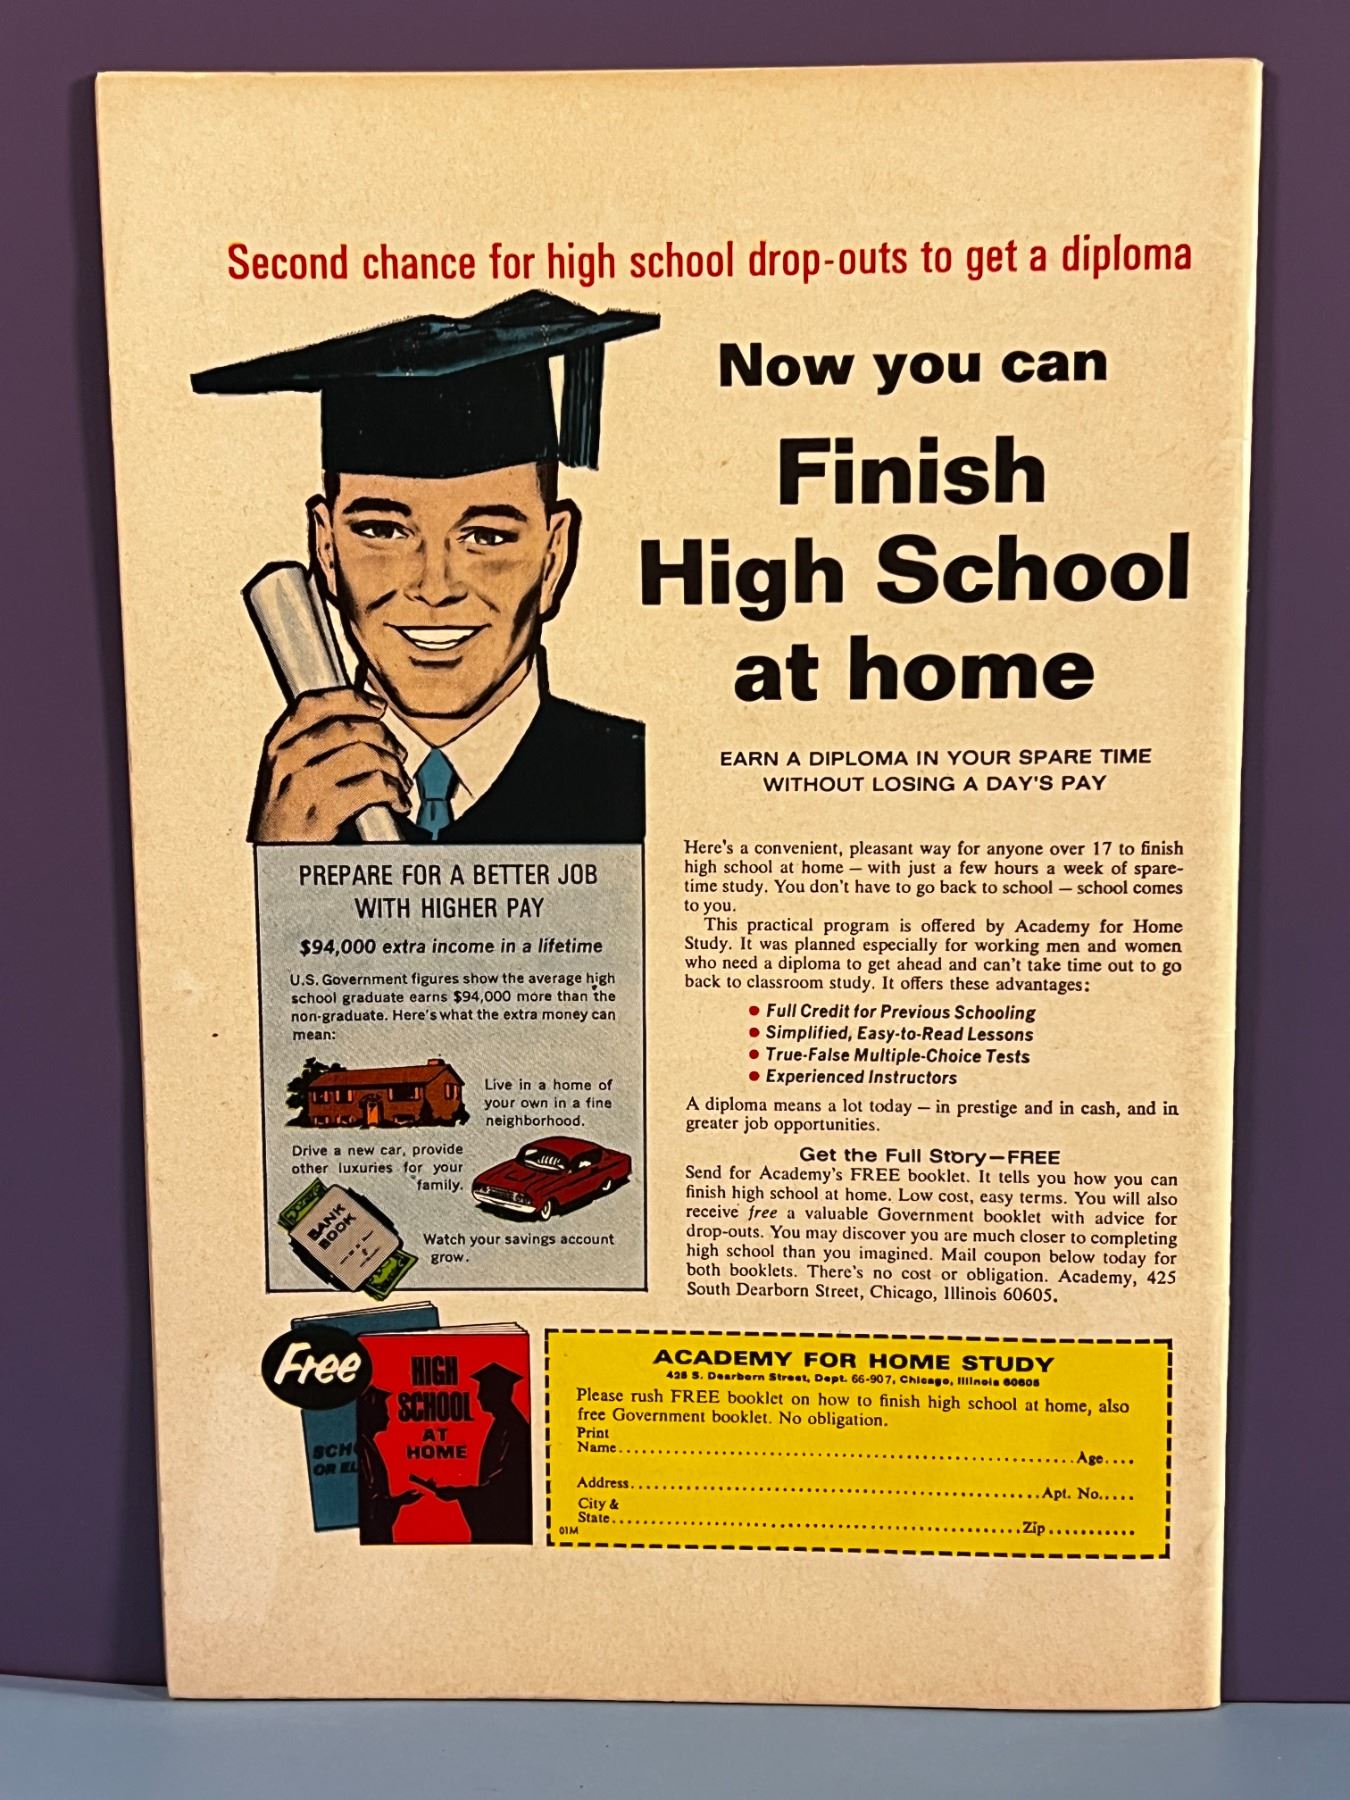 Second chance for high school drop-outs to get a diploma
Now you can
Finish
High School
at home
EARN A DIPLOMA IN YOUR SPARE TIME
WITHOUT LOSING A DAY'S PAY
Here's a convenient, pleasant way for anyone over 17 to finish
high school at home — with just a few hours a week of spare-
time study. You don't have to go back to school — school comes
to you.
This practical program is offered by Academy for Home
Study. It was planned especially for working men and women
who need a diploma to get ahead and can't take time out to go
back to classroom study. It offers these advantages:
● Full Credit for Previous Schooling
● Simplified, Easy-to-Read Lessons
● True-False Multiple-Choice Tests
● Experienced Instructors
A diploma means a lot today — in prestige and in cash, and in
greater job opportunities.
Get the Full Story—FREE
Send for Academy's FREE booklet. It tells you how you can
finish high school at home. Low cost, easy terms. You will also
receive free a valuable Government booklet with advice for
drop-outs. You may discover you are much closer to completing
high school than you imagined. Mail coupon below today for
both booklets. There's no cost or obligation. Academy, 425
South Dearborn Street, Chicago, Illinois 60605.
PREPARE FOR A BETTER JOB
WITH HIGHER PAY
$94,000 extra income in a lifetime
U.S. Government figures show the average high
school graduate earns $94,000 more than the
non-graduate. Here's what the extra money can
mean:
Live in a home of
your own in a fine
neighborhood.
Drive a new car, provide
other luxuries for your
family.
BANK
BOOK
Watch your savings account
grow.
Free
SCHO
OR EL
HIGH
SCHOOL
AT
HOME
ACADEMY FOR HOME STUDY
425 S. Dearborn Street, Dept. 66-907, Chicago, Illinois 60605
Please rush FREE booklet on how to finish high school at home, also
free Government booklet. No obligation.
Print
Name..........Age....
Address..........Apt. No.....
City &
State..........Zip..........
01M